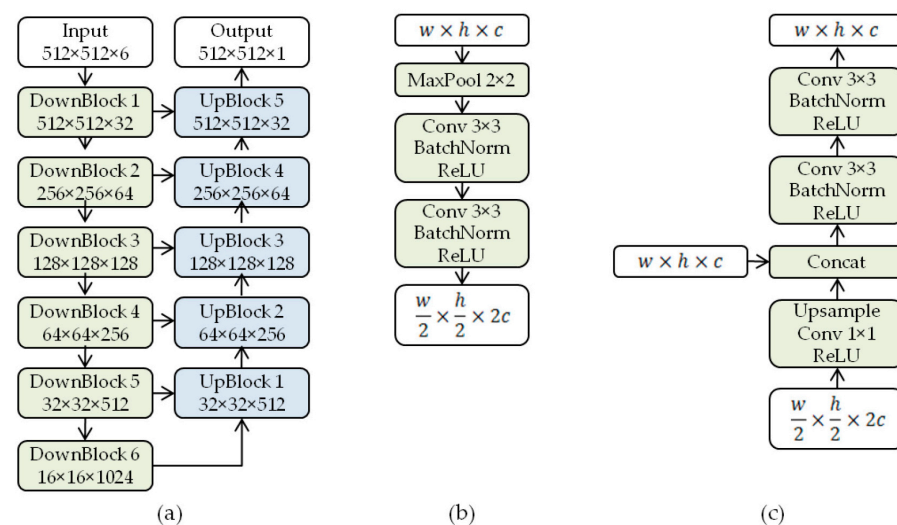 Input
512×512×6
Output
512×512×1
DownBlock 1
512×512×32
UpBlock 5
512×512×32
DownBlock 2
256×256×64
UpBlock 4
256×256×64
DownBlock 3
128×128×128
UpBlock 3
128×128×128
DownBlock 4
64×64×256
UpBlock 2
64×64×256
DownBlock 5
32×32×512
UpBlock 1
32×32×512
DownBlock 6
16×16×1024
(a)
w × h × c
MaxPool 2×2
Conv 3×3
BatchNorm
ReLU
Conv 3×3
BatchNorm
ReLU
w/2 × h/2 × 2c
(b)
w × h × c
Conv 3×3
BatchNorm
ReLU
Conv 3×3
BatchNorm
ReLU
w × h × c
Concat
Upsample
Conv 1×1
ReLU
w/2 × h/2 × 2c
(c)